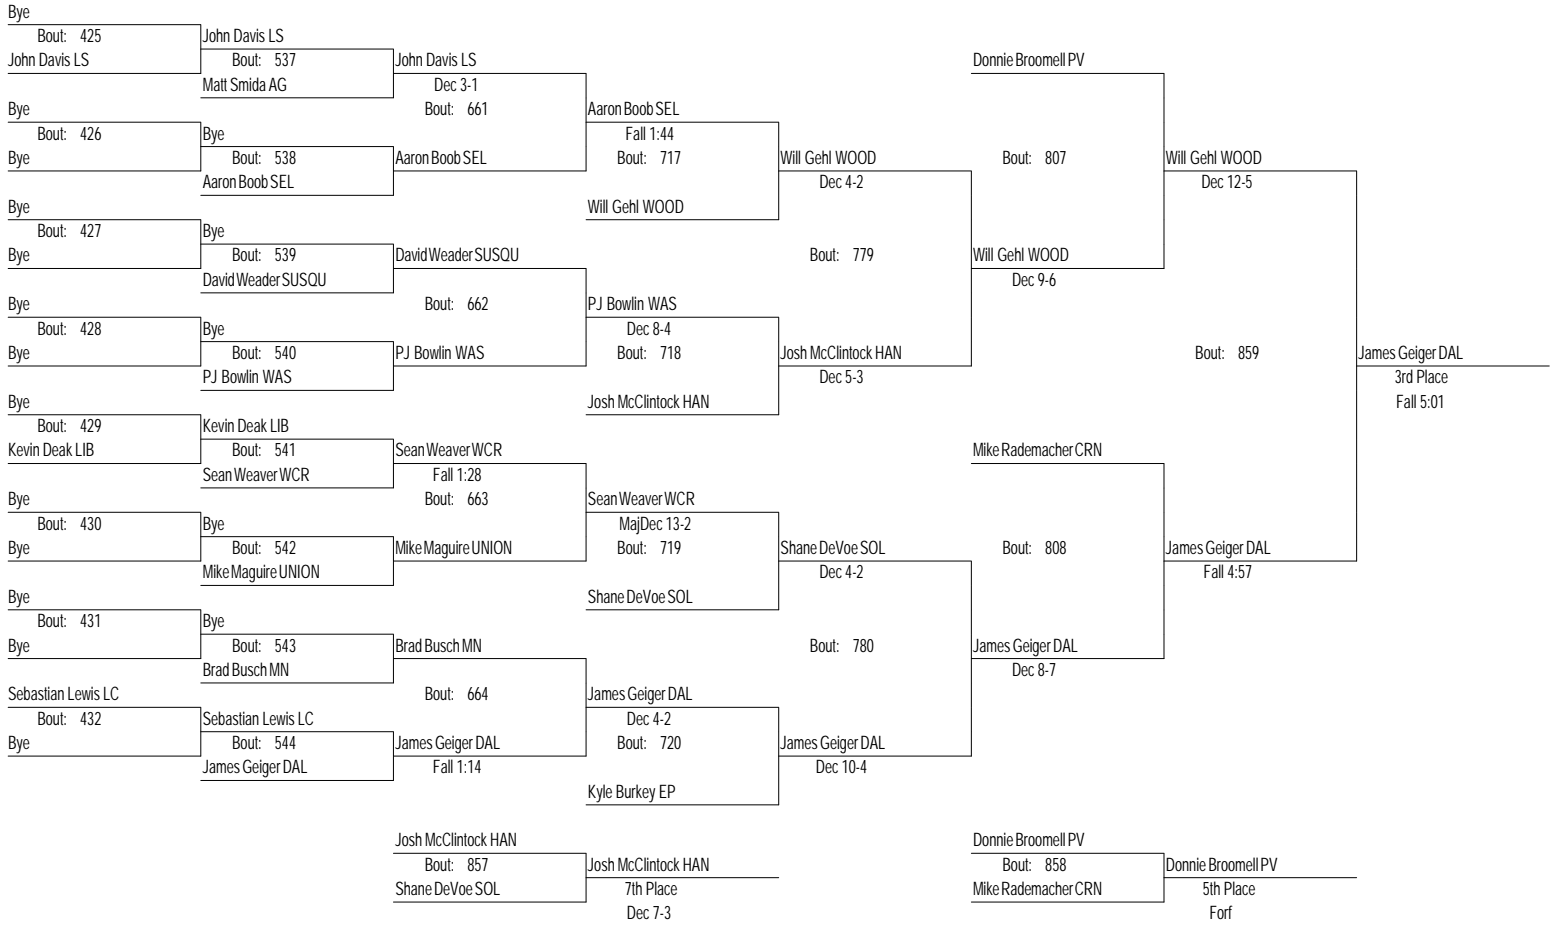 Bye
Bout: 425
John Davis LS
John Davis LS
Bout: 537
Matt Smida AG
John Davis LS
Dec 3-1
Bout: 661
Bye
Bout: 426
Bye
Bye
Bout: 538
Aaron Boob SEL
Aaron Boob SEL
Aaron Boob SEL
Fall 1:44
Bout: 717
Will Gehl WOOD
Bye
Bout: 427
Bye
Bye
Bout: 539
David Weader SUSQU
David Weader SUSQU
Bout: 662
Bye
Bout: 428
Bye
Bye
Bout: 540
PJ Bowlin WAS
PJ Bowlin WAS
PJ Bowlin WAS
Dec 8-4
Bout: 718
Josh McClintock HAN
Will Gehl WOOD
Dec 4-2
Bout: 779
Josh McClintock HAN
Dec 5-3
Donnie Broomell PV
Bout: 807
Will Gehl WOOD
Dec 9-6
Will Gehl WOOD
Dec 12-5
Bye
Bout: 429
Kevin Deak LIB
Kevin Deak LIB
Bout: 541
Sean Weaver WCR
Sean Weaver WCR
Fall 1:28
Bout: 663
Bye
Bout: 430
Bye
Bye
Bout: 542
Mike Maguire UNION
Mike Maguire UNION
Sean Weaver WCR
MajDec 13-2
Bout: 719
Shane DeVoe SOL
Bye
Bout: 431
Bye
Bye
Bout: 543
Brad Busch MN
Brad Busch MN
Bout: 664
Sebastian Lewis LC
Bout: 432
Bye
Sebastian Lewis LC
Bout: 544
James Geiger DAL
James Geiger DAL
Fall 1:14
James Geiger DAL
Dec 4-2
Bout: 720
Kyle Burkey EP
Shane DeVoe SOL
Dec 4-2
Bout: 780
James Geiger DAL
Dec 10-4
Mike Rademacher CRN
Bout: 808
James Geiger DAL
Dec 8-7
James Geiger DAL
Fall 4:57
Bout: 859
James Geiger DAL
3rd Place
Fall 5:01
Josh McClintock HAN
Bout: 857
Shane DeVoe SOL
Josh McClintock HAN
7th Place
Dec 7-3
Donnie Broomell PV
Bout: 858
Mike Rademacher CRN
Donnie Broomell PV
5th Place
Forf